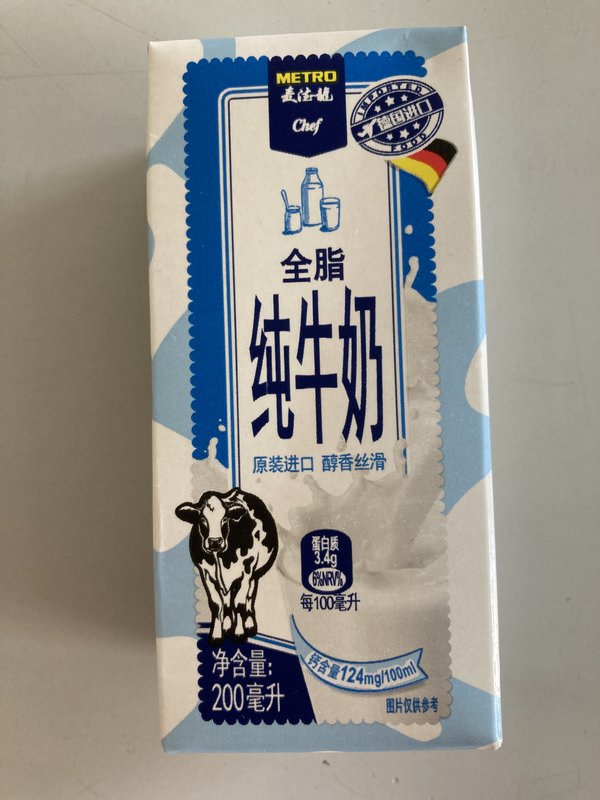 METRO
麦德龍
Chef
IMPORTED
德国进口
FOOD
全脂
纯牛奶
原装进口 醇香丝滑
蛋白质
3.4g
6%NRV%
每100毫升
钙含量124mg/100ml
净含量:
200毫升
图片仅供参考